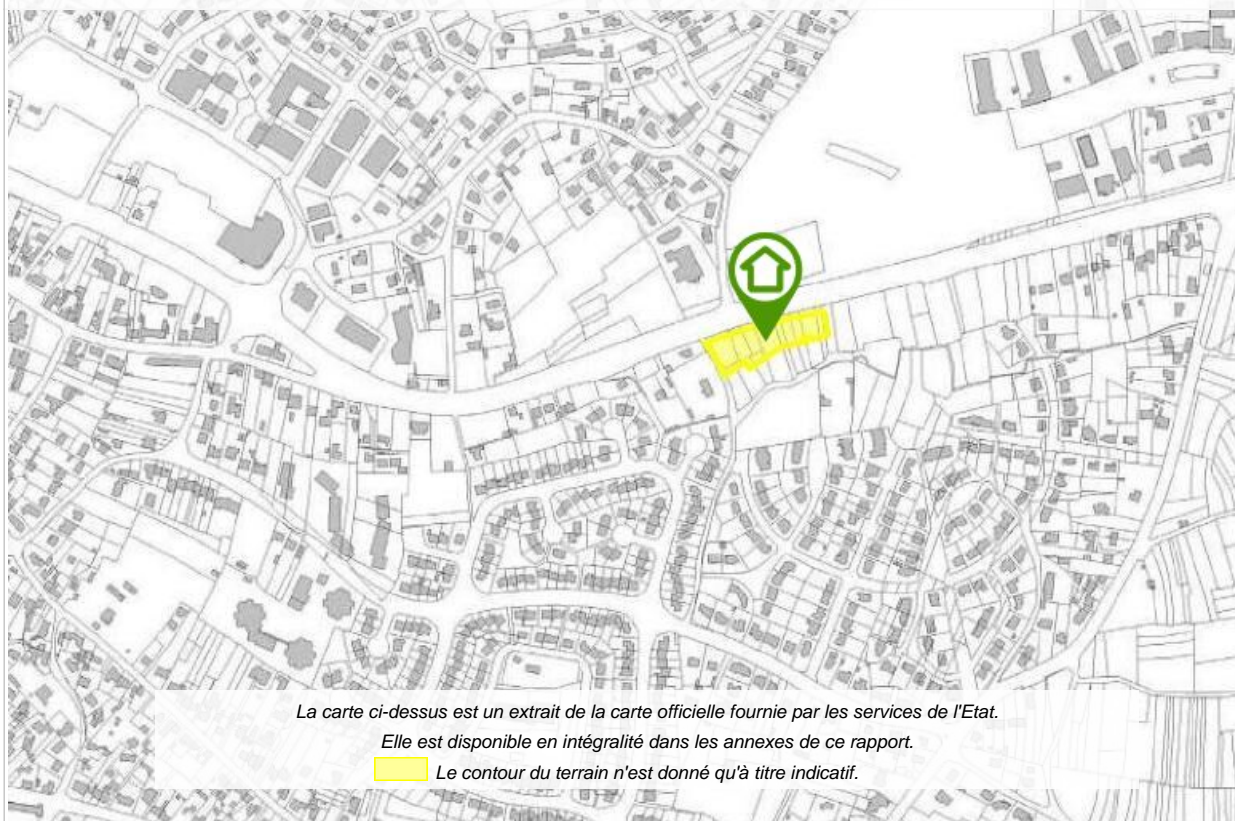 La carte ci-dessus est un extrait de la carte officielle fournie par les services de l'Etat.
Elle est disponible en intégralité dans les annexes de ce rapport.
Le contour du terrain n'est donné qu'à titre indicatif.